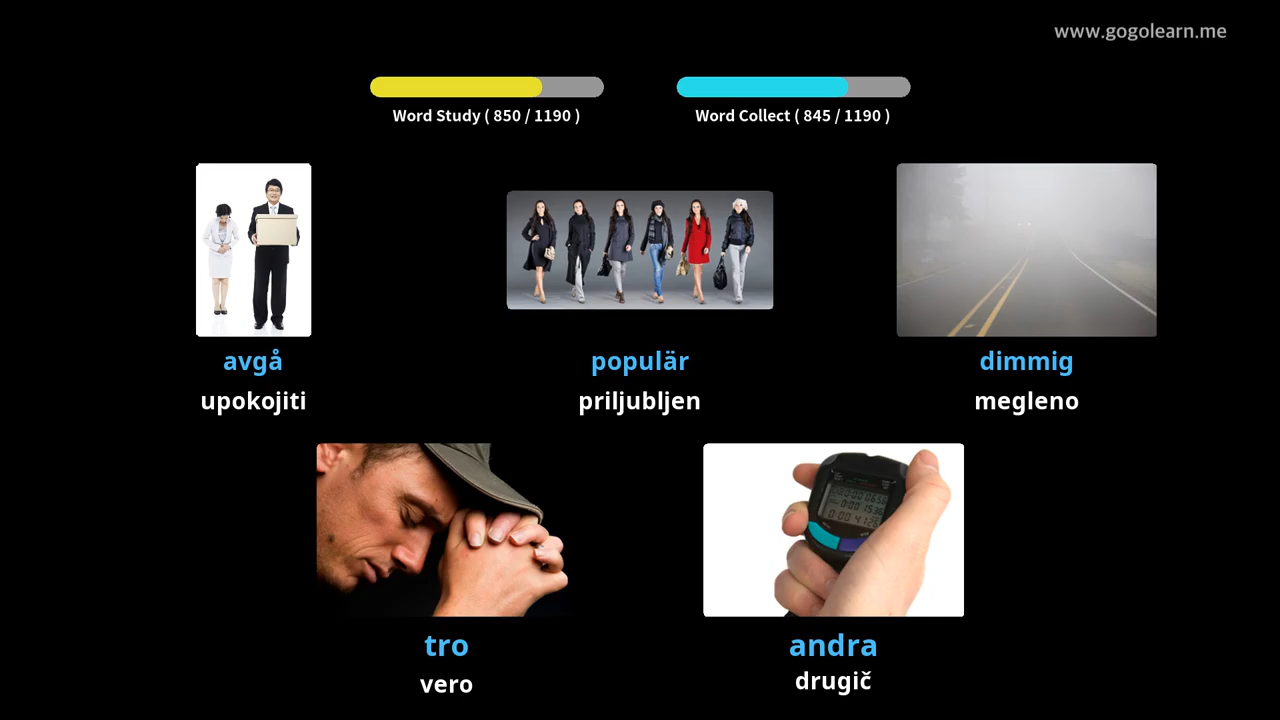 www.gogolearn.me
Word Study ( 850 / 1190 )
Word Collect ( 845 / 1190 )
avgå
populär
dimmig
upokojiti
priljubljen
megleno
tro
andra
vero
drugič